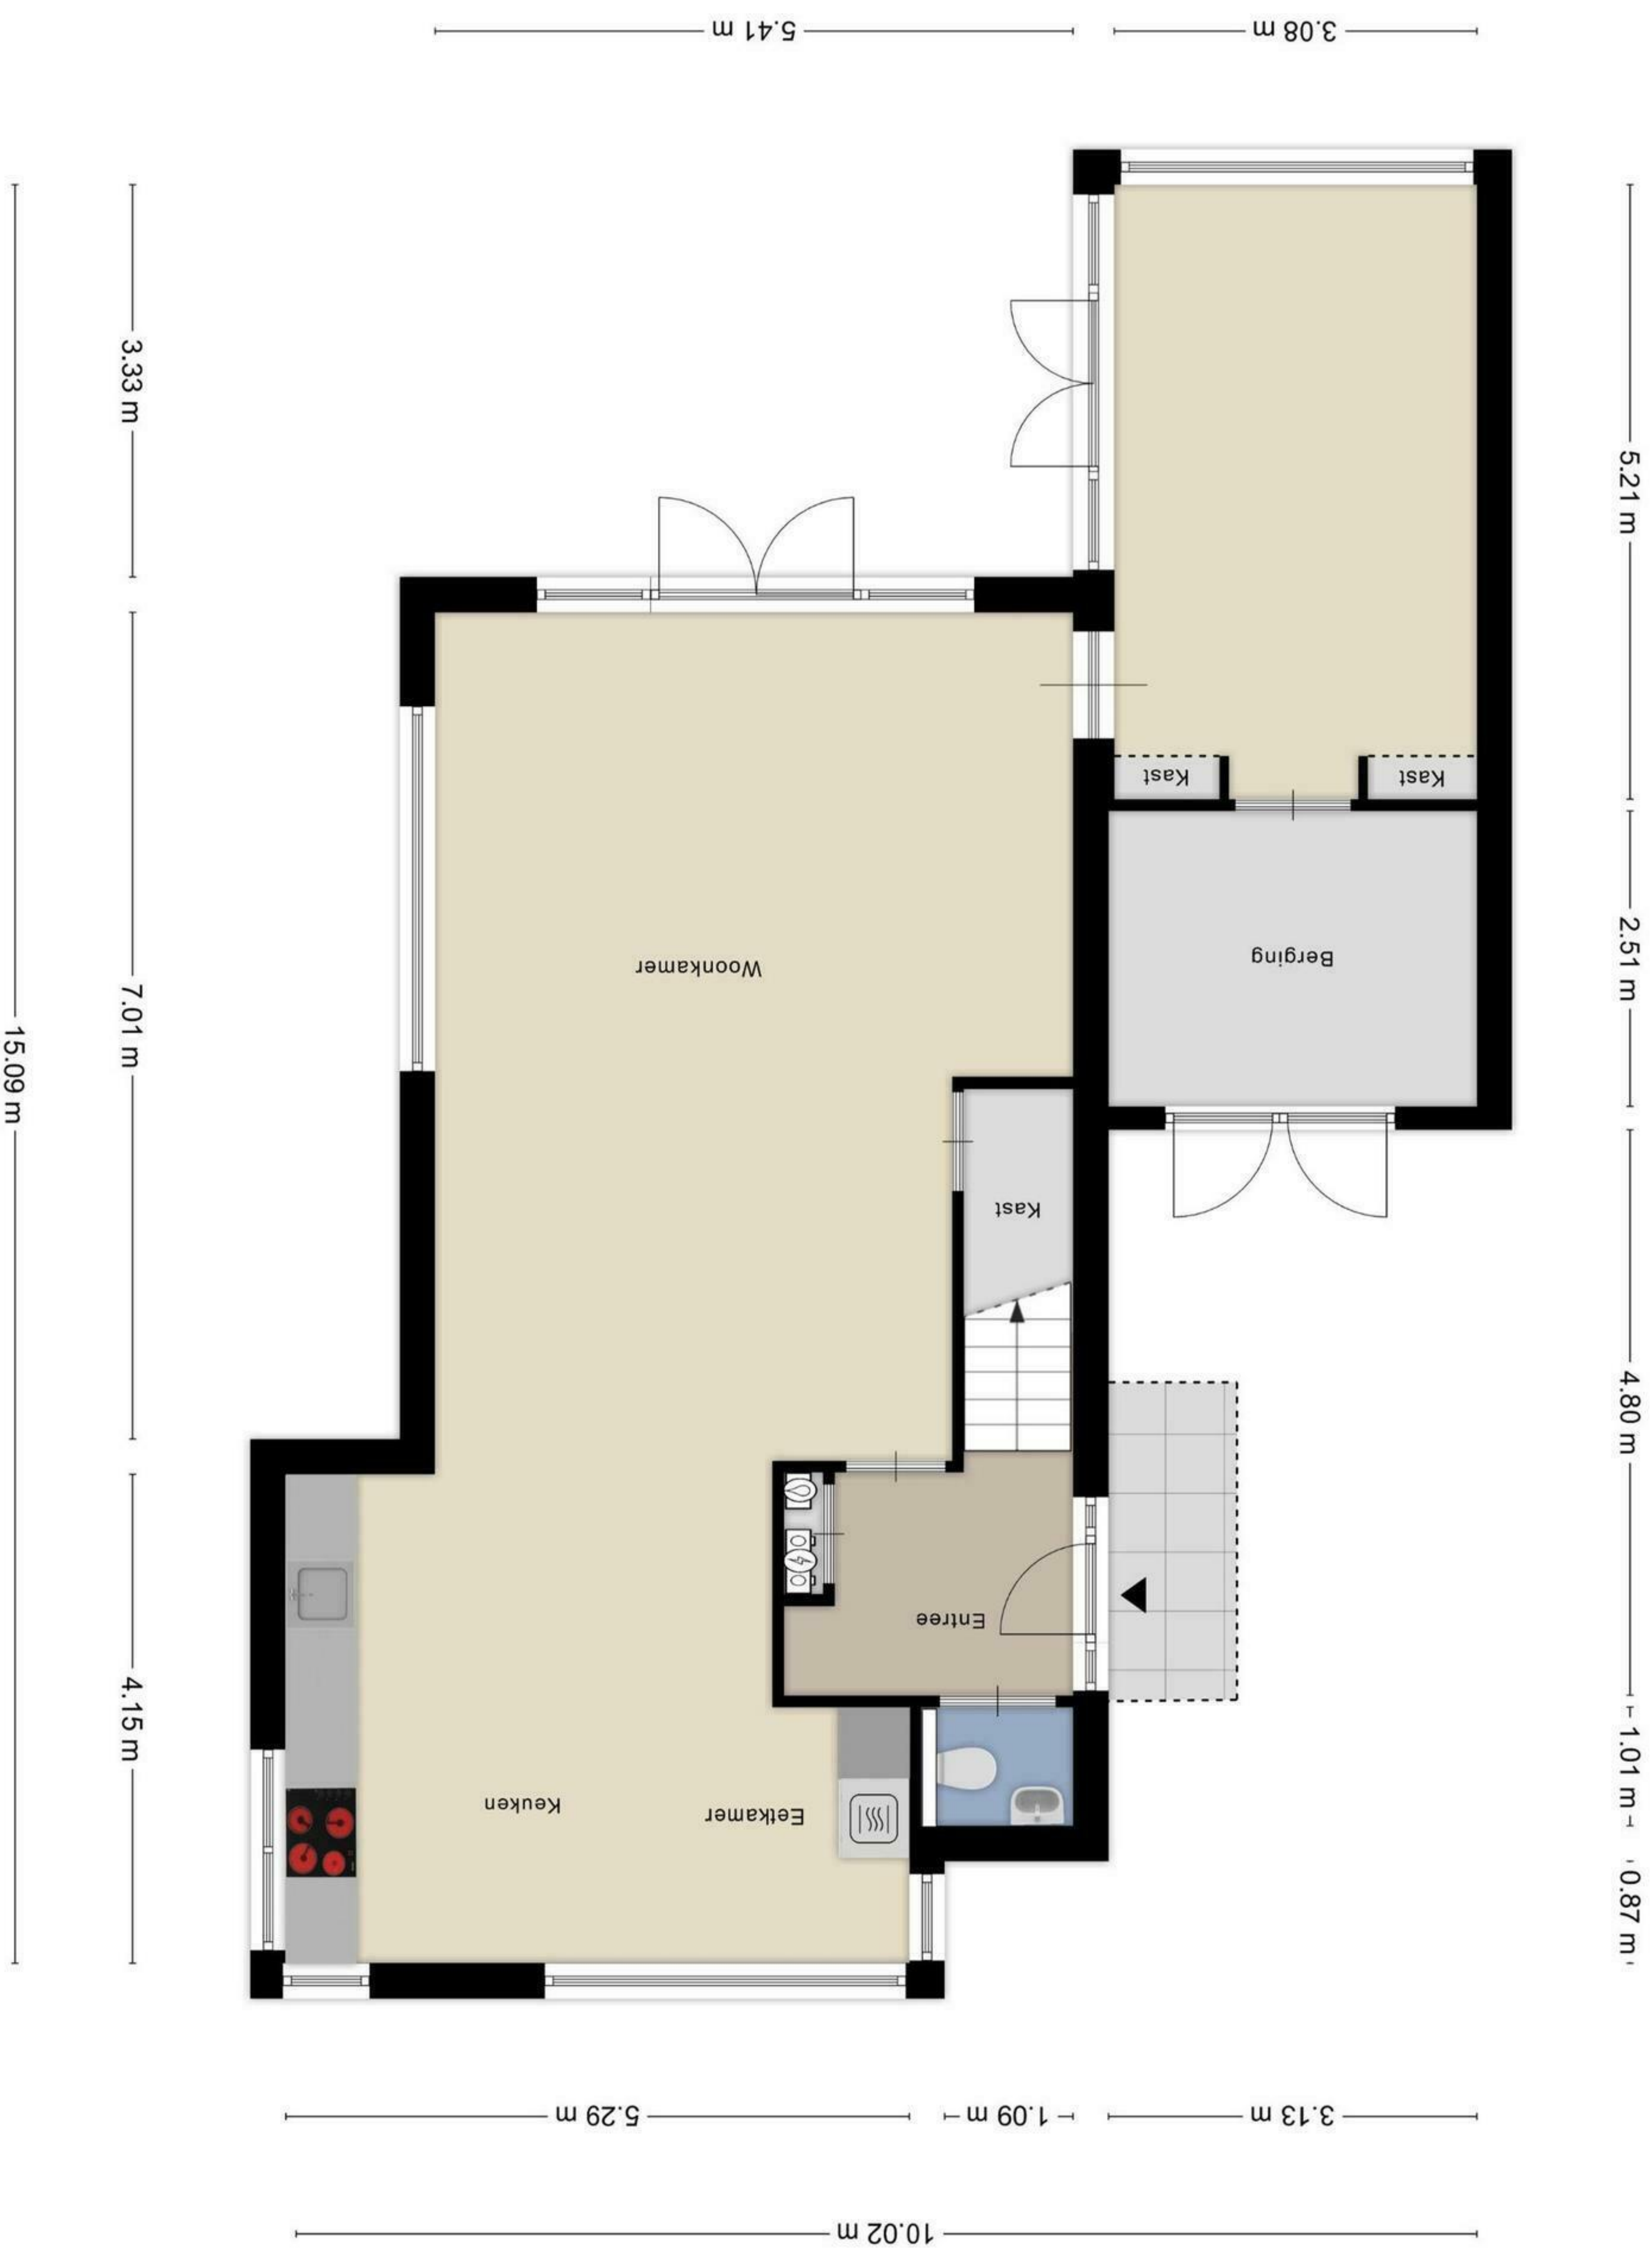 5.41 m
3.08 m
3.33 m
5.21 m
Kast
Kast
Woonkamer
Berging
2.51 m
7.01 m
15.09 m
Kast
4.80 m
Entree
4.15 m
1.01 m
Keuken
Eetkamer
0.87 m
5.29 m
1.09 m
3.13 m
10.02 m